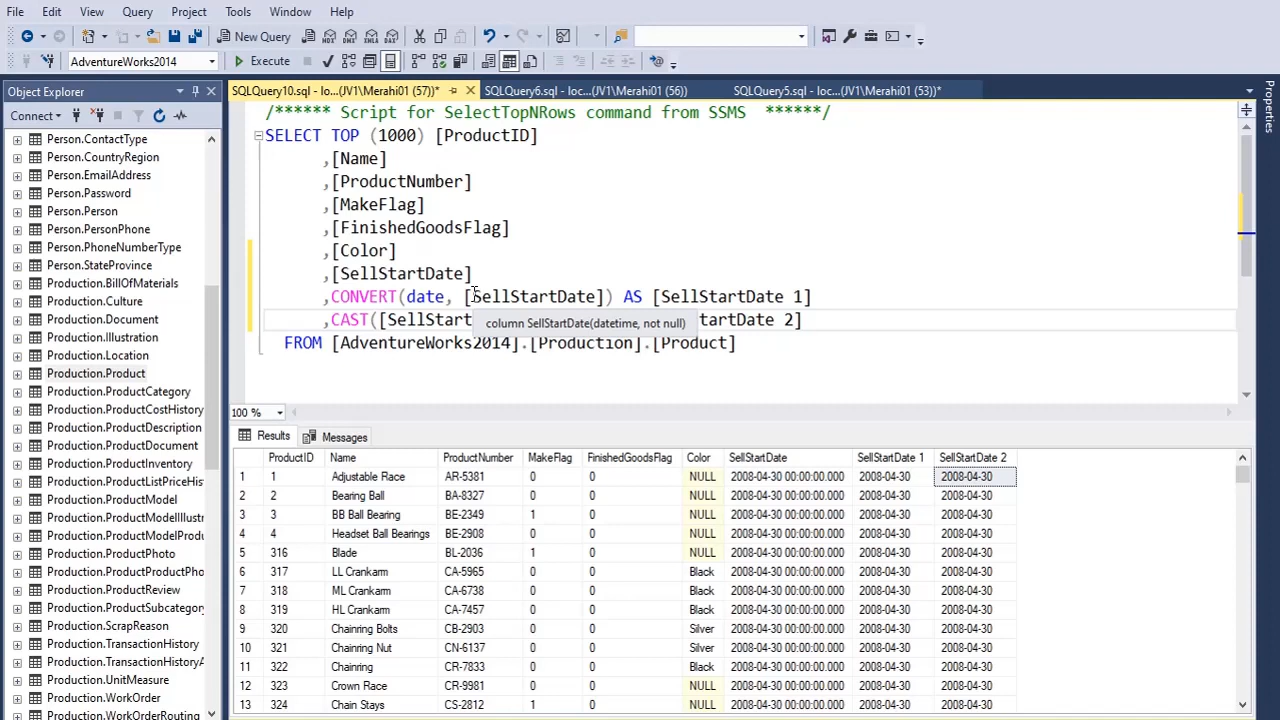 File Edit View Query Project Tools Window Help
New Query MDX DMX XMLA DAX
AdventureWorks2014 Execute
Object Explorer
Connect
Person.ContactType
Person.CountryRegion
Person.EmailAddress
Person.Password
Person.Person
Person.PersonPhone
Person.PhoneNumberType
Person.StateProvince
Production.BillOfMaterials
Production.Culture
Production.Document
Production.Illustration
Production.Location
Production.Product
Production.ProductCategory
Production.ProductCostHistory
Production.ProductDescription
Production.ProductDocument
Production.ProductInventory
Production.ProductListPriceHis
Production.ProductModel
Production.ProductModelIllustr
Production.ProductModelProdu
Production.ProductPhoto
Production.ProductProductPho
Production.ProductReview
Production.ProductSubcategory
Production.ScrapReason
Production.TransactionHistory
Production.TransactionHistoryA
Production.UnitMeasure
Production.WorkOrder
Production.WorkOrderRouting
SQLQuery10.sql - loc...(JV1\Merahi01 (57))* SQLQuery6.sql - loc...(JV1\Merahi01 (56)) SQLQuery5.sql - loc...(JV1\Merahi01 (53))*
/****** Script for SelectTopNRows command from SSMS ******/
SELECT TOP (1000) [ProductID]
,[Name]
,[ProductNumber]
,[MakeFlag]
,[FinishedGoodsFlag]
,[Color]
,[SellStartDate]
,CONVERT(date, [SellStartDate]) AS [SellStartDate 1]
,CAST([SellStart tartDate 2]
column SellStartDate(datetime, not null)
FROM [AdventureWorks2014].[Production].[Product]
100 %
Results Messages
ProductID Name ProductNumber MakeFlag FinishedGoodsFlag Color SellStartDate SellStartDate 1 SellStartDate 2
1 1 Adjustable Race AR-5381 0 0 NULL 2008-04-30 00:00:00.000 2008-04-30 2008-04-30
2 2 Bearing Ball BA-8327 0 0 NULL 2008-04-30 00:00:00.000 2008-04-30 2008-04-30
3 3 BB Ball Bearing BE-2349 1 0 NULL 2008-04-30 00:00:00.000 2008-04-30 2008-04-30
4 4 Headset Ball Bearings BE-2908 0 0 NULL 2008-04-30 00:00:00.000 2008-04-30 2008-04-30
5 316 Blade BL-2036 1 0 NULL 2008-04-30 00:00:00.000 2008-04-30 2008-04-30
6 317 LL Crankarm CA-5965 0 0 Black 2008-04-30 00:00:00.000 2008-04-30 2008-04-30
7 318 ML Crankarm CA-6738 0 0 Black 2008-04-30 00:00:00.000 2008-04-30 2008-04-30
8 319 HL Crankarm CA-7457 0 0 Black 2008-04-30 00:00:00.000 2008-04-30 2008-04-30
9 320 Chainring Bolts CB-2903 0 0 Silver 2008-04-30 00:00:00.000 2008-04-30 2008-04-30
10 321 Chainring Nut CN-6137 0 0 Silver 2008-04-30 00:00:00.000 2008-04-30 2008-04-30
11 322 Chainring CR-7833 0 0 Black 2008-04-30 00:00:00.000 2008-04-30 2008-04-30
12 323 Crown Race CR-9981 0 0 NULL 2008-04-30 00:00:00.000 2008-04-30 2008-04-30
13 324 Chain Stays CS-2812 1 0 NULL 2008-04-30 00:00:00.000 2008-04-30 2008-04-30
Properties